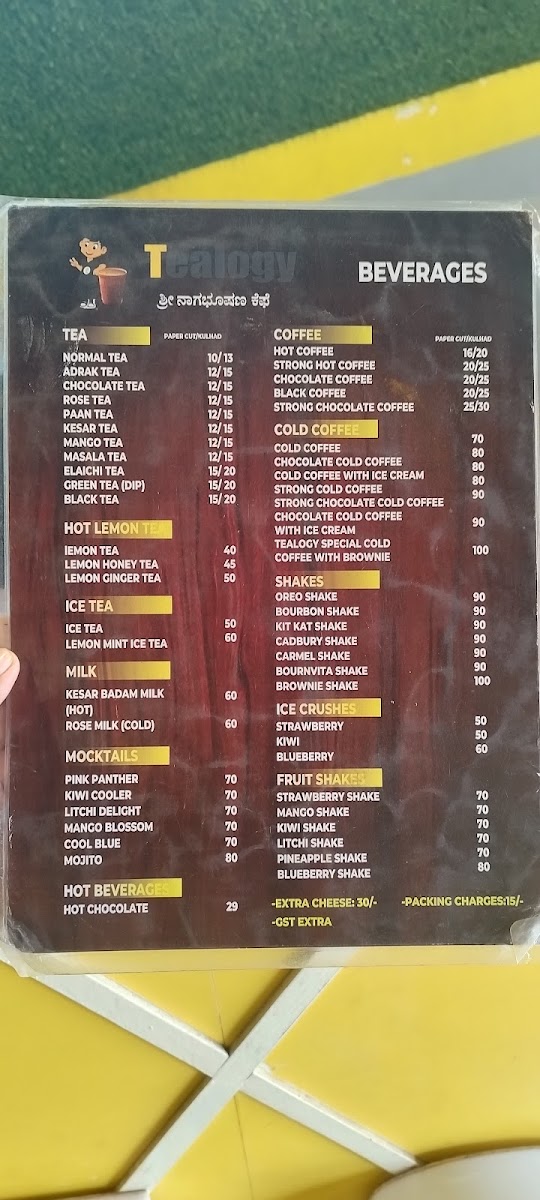 Tealogy
BEVERAGES
ಶ್ರೀ ನಾಗಭೂಷಣ ಕೆಫೆ
TEA PAPER CUT/KULHAD
NORMAL TEA 10/ 13
ADRAK TEA 12/ 15
CHOCOLATE TEA 12/ 15
ROSE TEA 12/ 15
PAAN TEA 12/ 15
KESAR TEA 12/ 15
MANGO TEA 12/ 15
MASALA TEA 12/ 15
ELAICHI TEA 15/ 20
GREEN TEA (DIP) 15/ 20
BLACK TEA 15/ 20
HOT LEMON TEA
lEMON TEA 40
LEMON HONEY TEA 45
LEMON GINGER TEA 50
ICE TEA
ICE TEA 50
LEMON MINT ICE TEA 60
MILK
KESAR BADAM MILK 60
(HOT)
ROSE MILK (COLD) 60
MOCKTAILS
PINK PANTHER 70
KIWI COOLER 70
LITCHI DELIGHT 70
MANGO BLOSSOM 70
COOL BLUE 70
MOJITO 80
HOT BEVERAGES
HOT CHOCOLATE 29
COFFEE PAPER CUT/KULHAD
HOT COFFEE 16/20
STRONG HOT COFFEE 20/25
CHOCOLATE COFFEE 20/25
BLACK COFFEE 20/25
STRONG CHOCOLATE COFFEE 25/30
COLD COFFEE
COLD COFFEE 70
CHOCOLATE COLD COFFEE 80
COLD COFFEE WITH ICE CREAM 80
STRONG COLD COFFEE 80
STRONG CHOCOLATE COLD COFFEE 90
CHOCOLATE COLD COFFEE
WITH ICE CREAM 90
TEALOGY SPECIAL COLD
COFFEE WITH BROWNIE 100
SHAKES
OREO SHAKE 90
BOURBON SHAKE 90
KIT KAT SHAKE 90
CADBURY SHAKE 90
CARMEL SHAKE 90
BOURNVITA SHAKE 90
BROWNIE SHAKE 100
ICE CRUSHES
STRAWBERRY 50
KIWI 50
BLUEBERRY 60
FRUIT SHAKES
STRAWBERRY SHAKE 70
MANGO SHAKE 70
KIWI SHAKE 70
LITCHI SHAKE 70
PINEAPPLE SHAKE 70
BLUEBERRY SHAKE 80
-EXTRA CHEESE: 30/- -PACKING CHARGES:15/-
-GST EXTRA